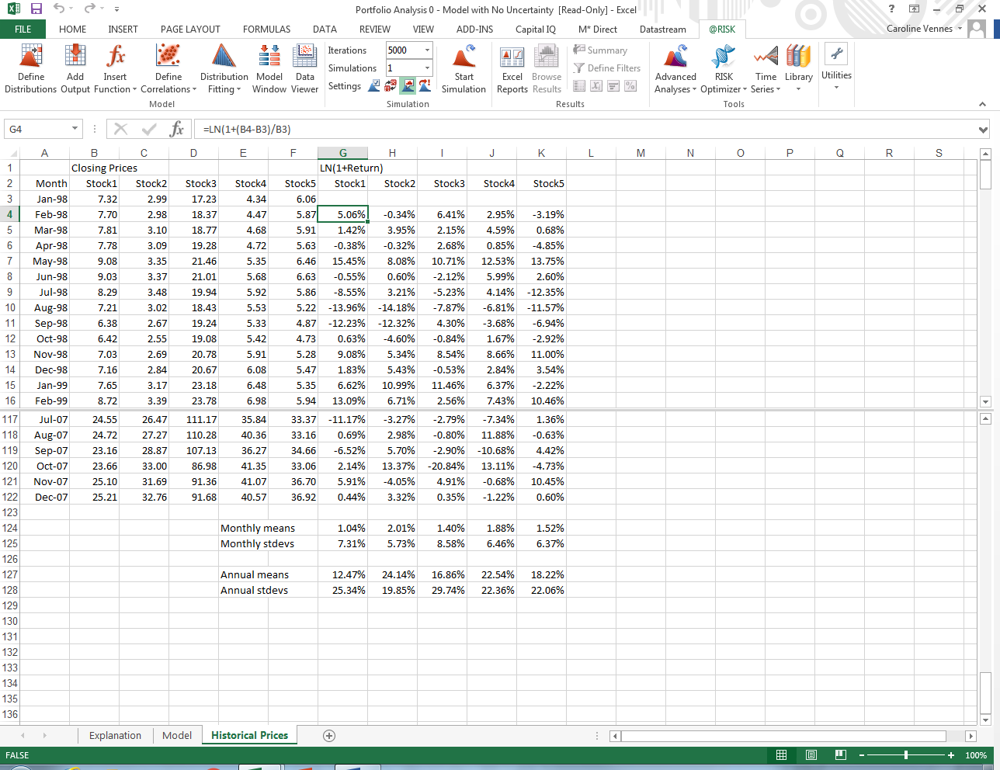 Portfolio Analysis 0 - Model with No Uncertainty [Read-Only] - Excel
FILE HOME INSERT PAGE LAYOUT FORMULAS DATA REVIEW VIEW ADD-INS Capital IQ M* Direct Datastream @RISK Caroline Vennes
Define Distributions
Add Output
Insert Function
Define Correlations
Distribution Fitting
Model Window
Data Viewer
Model
Iterations 5000
Simulations 1
Settings
Start Simulation
Simulation
Excel Reports
Browse Results
Summary
Define Filters
Results
Advanced Analyses
RISK Optimizer
Time Series
Library
Tools
Utilities
G4 fx =LN(1+(B4-B3)/B3)
A B C D E F G H I J K L M N O P Q R S
1 Closing Prices LN(1+Return)
2 Month Stock1 Stock2 Stock3 Stock4 Stock5 Stock1 Stock2 Stock3 Stock4 Stock5
3 Jan-98 7.32 2.99 17.23 4.34 6.06
4 Feb-98 7.70 2.98 18.37 4.47 5.87 5.06% -0.34% 6.41% 2.95% -3.19%
5 Mar-98 7.81 3.10 18.77 4.68 5.91 1.42% 3.95% 2.15% 4.59% 0.68%
6 Apr-98 7.78 3.09 19.28 4.72 5.63 -0.38% -0.32% 2.68% 0.85% -4.85%
7 May-98 9.08 3.35 21.46 5.35 6.46 15.45% 8.08% 10.71% 12.53% 13.75%
8 Jun-98 9.03 3.37 21.01 5.68 6.63 -0.55% 0.60% -2.12% 5.99% 2.60%
9 Jul-98 8.29 3.48 19.94 5.92 5.86 -8.55% 3.21% -5.23% 4.14% -12.35%
10 Aug-98 7.21 3.02 18.43 5.53 5.22 -13.96% -14.18% -7.87% -6.81% -11.57%
11 Sep-98 6.38 2.67 19.24 5.33 4.87 -12.23% -12.32% 4.30% -3.68% -6.94%
12 Oct-98 6.42 2.55 19.08 5.42 4.73 0.63% -4.60% -0.84% 1.67% -2.92%
13 Nov-98 7.03 2.69 20.78 5.91 5.28 9.08% 5.34% 8.54% 8.66% 11.00%
14 Dec-98 7.16 2.84 20.67 6.08 5.47 1.83% 5.43% -0.53% 2.84% 3.54%
15 Jan-99 7.65 3.17 23.18 6.48 5.35 6.62% 10.99% 11.46% 6.37% -2.22%
16 Feb-99 8.72 3.39 23.78 6.98 5.94 13.09% 6.71% 2.56% 7.43% 10.46%
117 Jul-07 24.55 26.47 111.17 35.84 33.37 -11.17% -3.27% -2.79% -7.34% 1.36%
118 Aug-07 24.72 27.27 110.28 40.36 33.16 0.69% 2.98% -0.80% 11.88% -0.63%
119 Sep-07 23.16 28.87 107.13 36.27 34.66 -6.52% 5.70% -2.90% -10.68% 4.42%
120 Oct-07 23.66 33.00 86.98 41.35 33.06 2.14% 13.37% -20.84% 13.11% -4.73%
121 Nov-07 25.10 31.69 91.36 41.07 36.70 5.91% -4.05% 4.91% -0.68% 10.45%
122 Dec-07 25.21 32.76 91.68 40.57 36.92 0.44% 3.32% 0.35% -1.22% 0.60%
123
124 Monthly means 1.04% 2.01% 1.40% 1.88% 1.52%
125 Monthly stdevs 7.31% 5.73% 8.58% 6.46% 6.37%
126
127 Annual means 12.47% 24.14% 16.86% 22.54% 18.22%
128 Annual stdevs 25.34% 19.85% 29.74% 22.36% 22.06%
129
130
131
132
133
134
135
136
Explanation Model Historical Prices
FALSE 100%